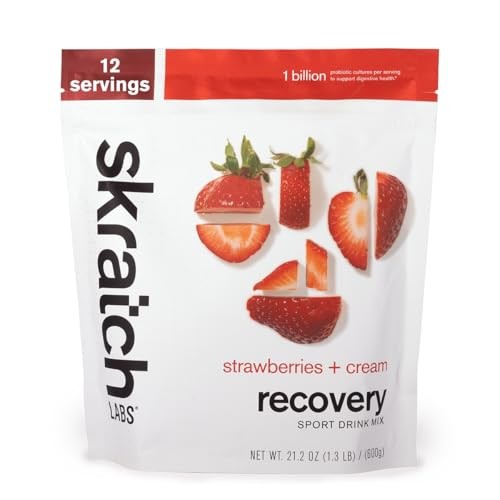 12
servings
1 billion probiotic cultures per serving
to support digestive health*
skratch
LABS®
strawberries + cream
recovery
SPORT DRINK MIX
NET WT. 21.2 OZ (1.3 LB) / (600g)